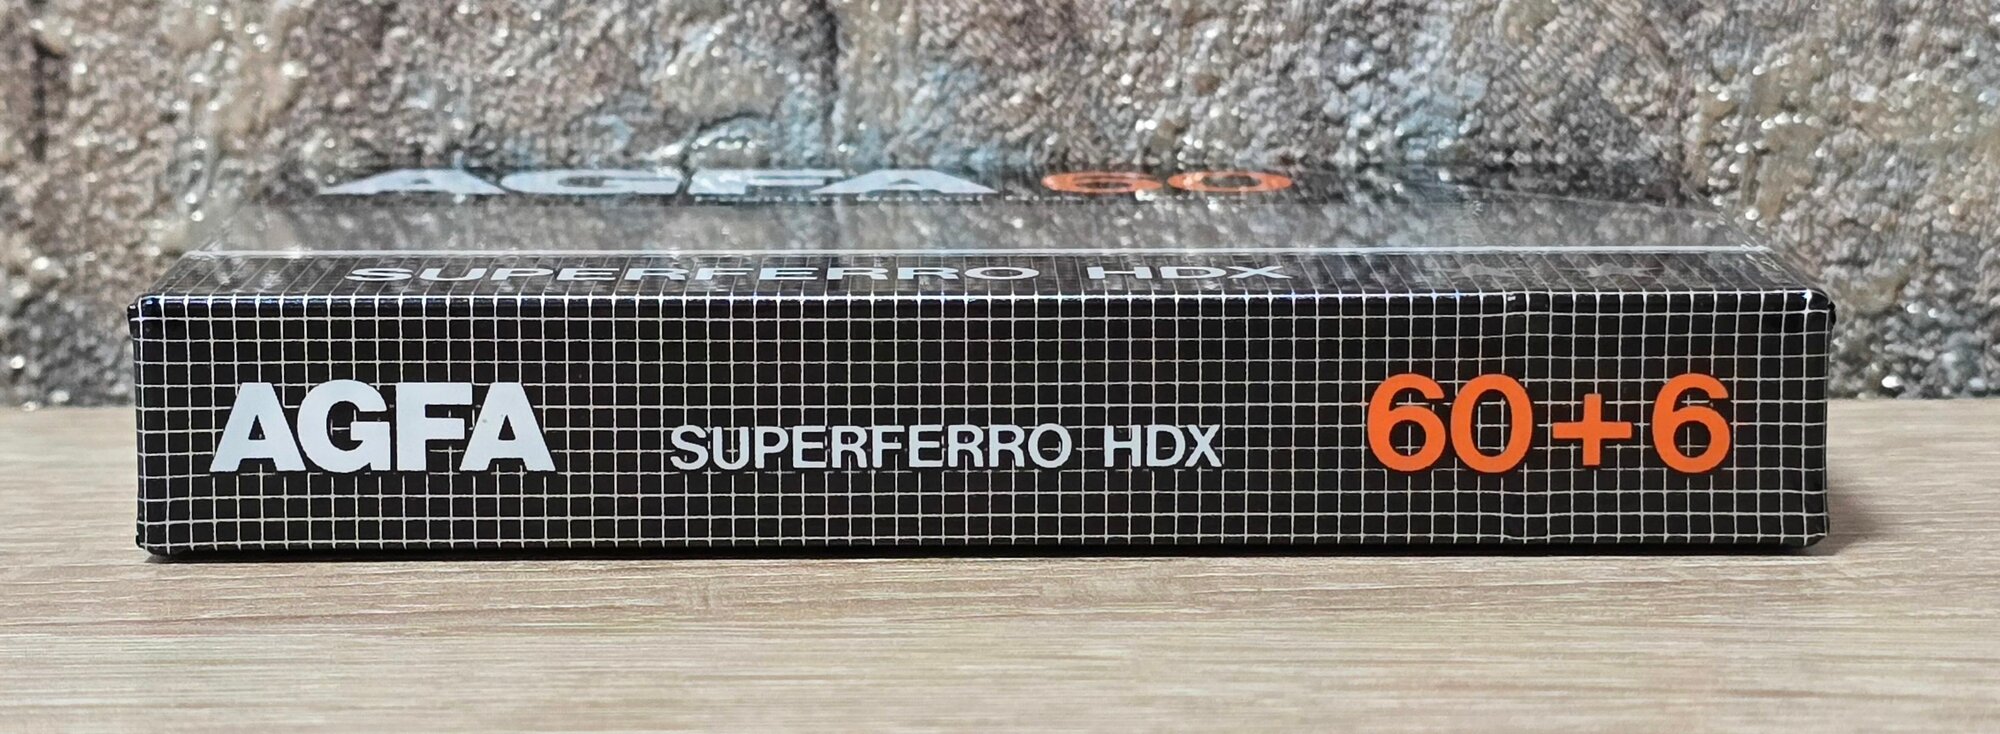 AGFA 60
SUPERFERRO HDX
AGFA SUPERFERRO HDX 60+6